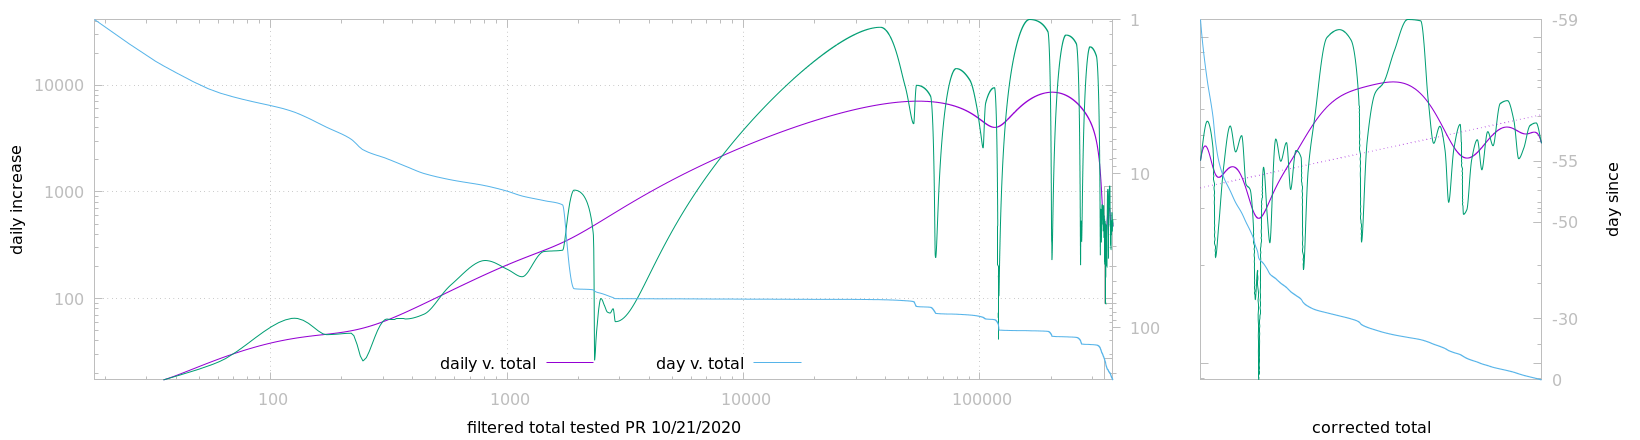 daily increase
10000
1000
100
daily v. total
day v. total
1
10
100
100
1000
10000
100000
filtered total tested PR 10/21/2020
-59
-55
-50
-30
0
day since
corrected total